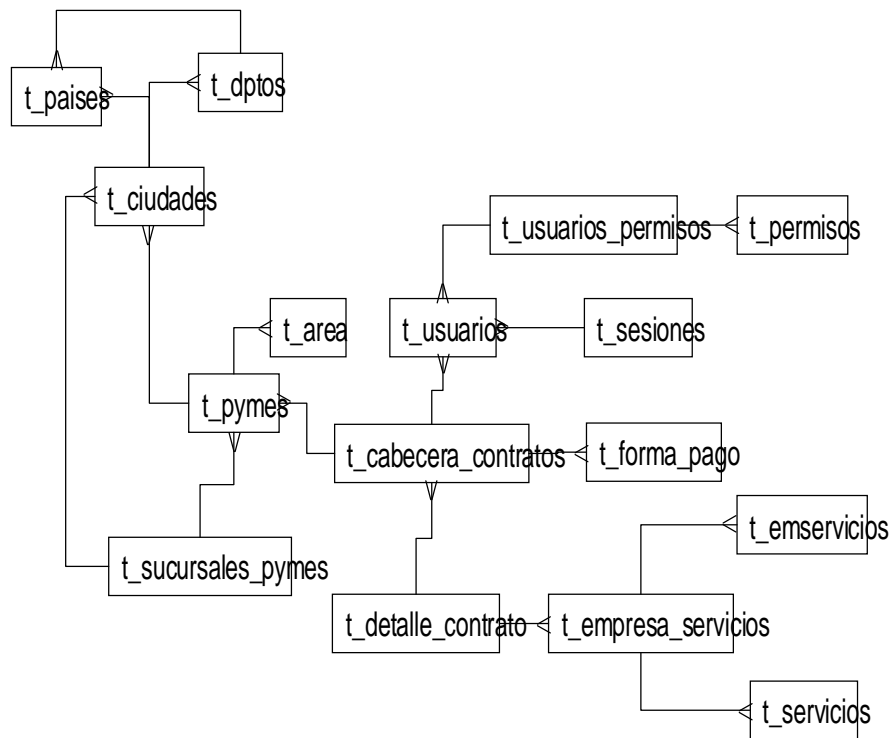 t_dptos
t_paises
t_ciudades
t_usuarios_permisos
t_permisos
t_area
t_usuarios
t_sesiones
t_pymes
t_cabecera_contratos
t_forma_pago
t_emservicios
t_sucursales_pymes
t_detalle_contrato
t_empresa_servicios
t_servicios